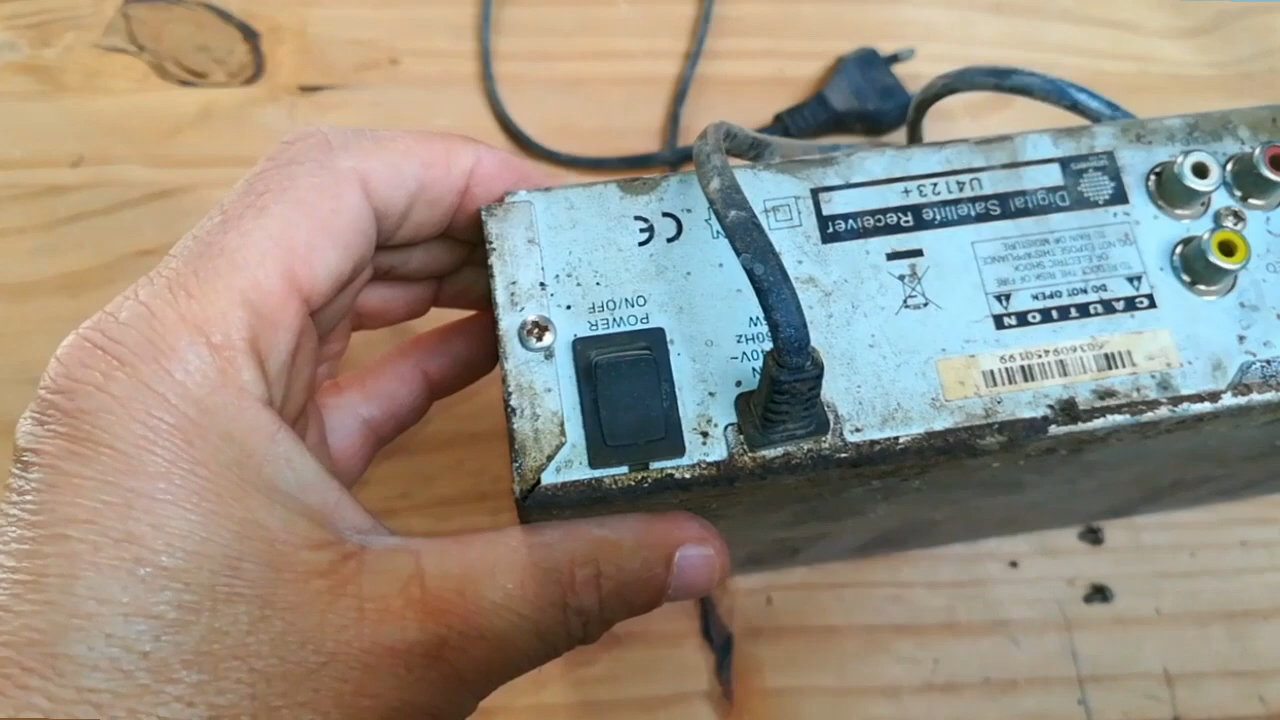 CAUTION
DO NOT OPEN
TO REDUCE THE RISK OF FIRE
OR ELECTRIC SHOCK
DO NOT EXPOSE THIS APPLIANCE
TO RAIN OR MOISTURE
Digital Satellite Receiver
U4123+
POWER
ON/OFF
CE